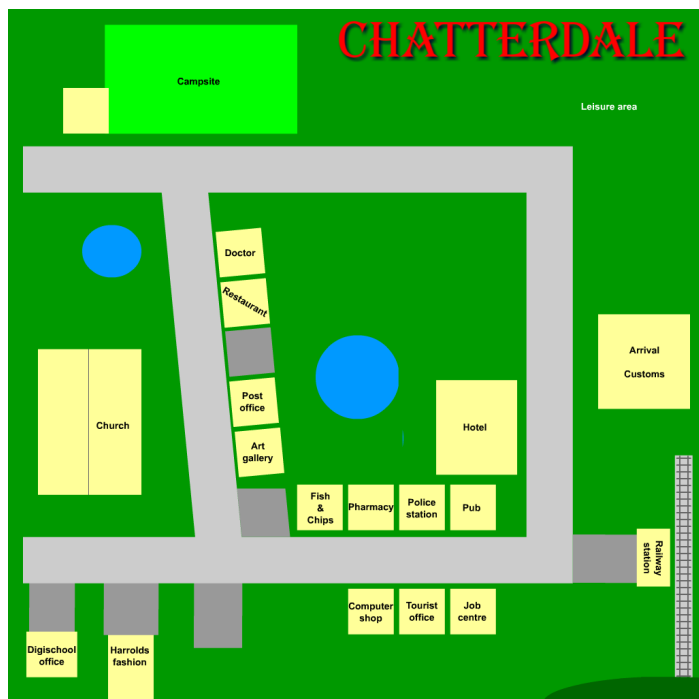 CHATTERDALE
Campsite
Leisure area
Doctor
Restaurant
Arrival
Customs
Post
office
Church
Hotel
Art
gallery
Fish
&
Chips
Pharmacy
Police
station
Pub
Railway
station
Computer
shop
Tourist
office
Job
centre
Digischool
office
Harrolds
fashion